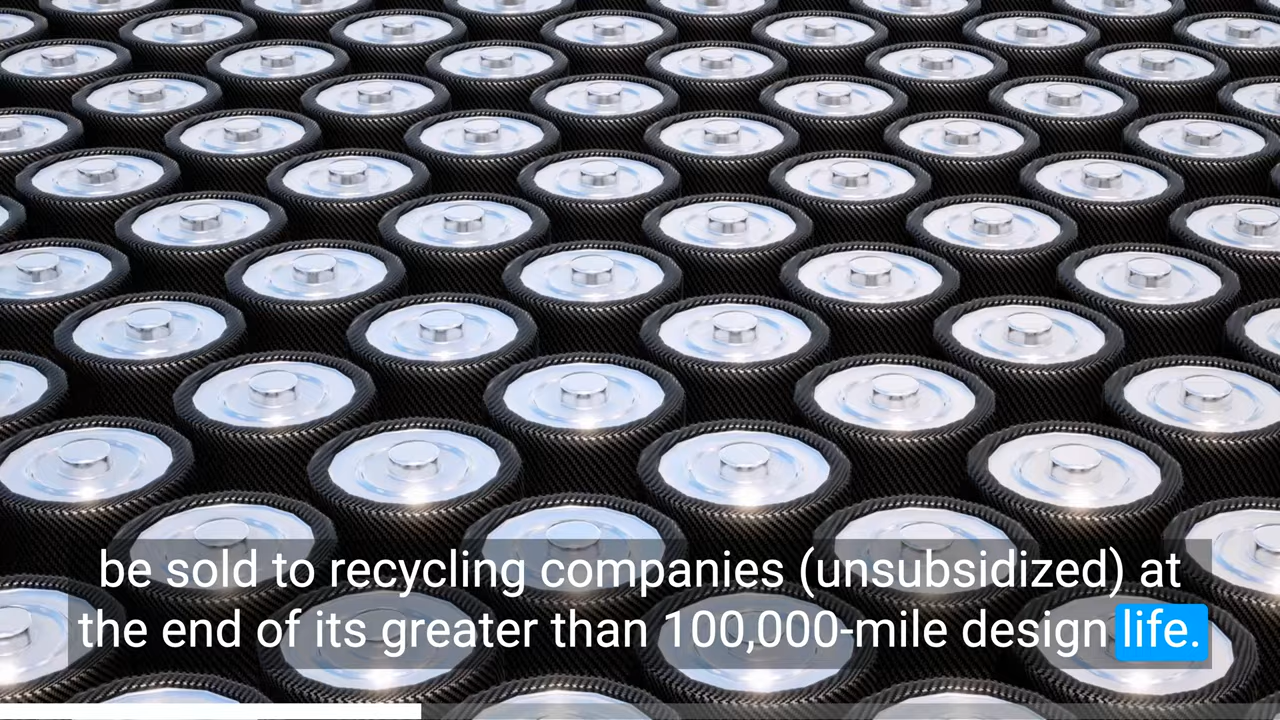 be sold to recycling companies (unsubsidized) at
the end of its greater than 100,000-mile design life.